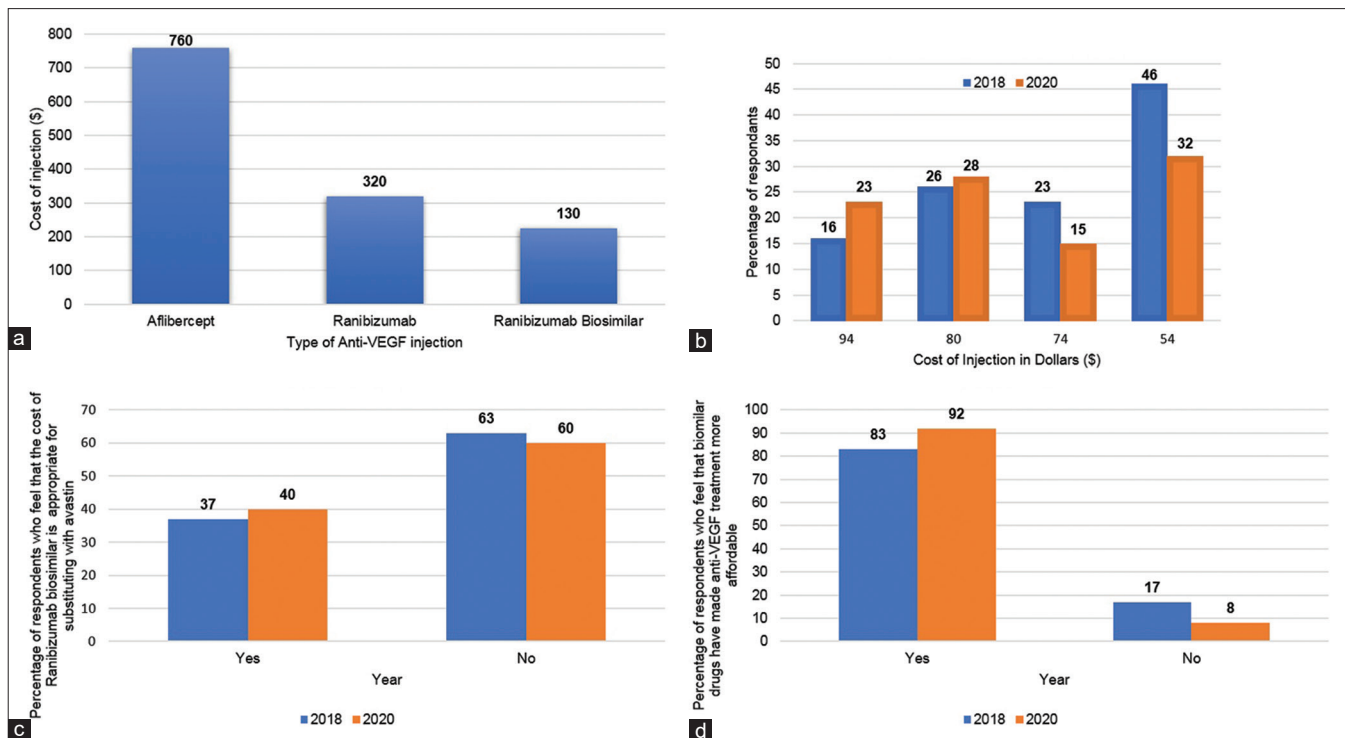 800
700
600
500
400
300
200
100
0
Cost of injection ($)
760
320
130
Aflibercept
Ranibizumab
Ranibizumab Biosimilar
Type of Anti-VEGF injection
a
50
45
40
35
30
25
20
15
10
5
0
Percentage of respondants
2018 2020
16
23
26
28
23
15
46
32
94
80
74
54
Cost of Injection in Dollars ($)
b
Percentage of respondents who feel that the cost of
Ranibizumab biosimilar is appropriate for
substituting with avastin
70
60
50
40
30
20
10
0
37
40
63
60
Yes
No
Year
2018 2020
c
Percentage of respondents who feel that biomilar
drugs have made anti-VEGF treatment more
affordable
100
90
80
70
60
50
40
30
20
10
0
83
92
17
8
Yes
No
Year
2018 2020
d